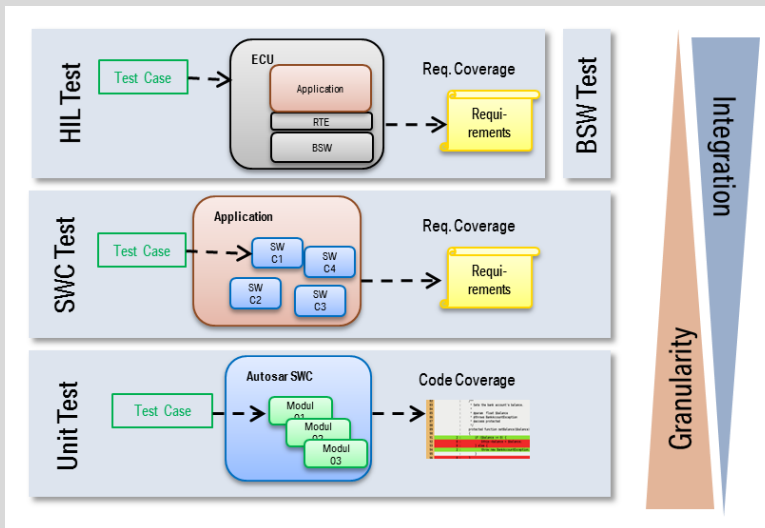 HIL Test
Test Case
ECU
Application
RTE
BSW
Req. Coverage
Requi-
rements
BSW Test
SWC Test
Test Case
Application
SW
C1
SW
C4
SW
C2
SW
C3
Req. Coverage
Requi-
rements
Unit Test
Test Case
Autosar SWC
Modul
01
Modul
02
Modul
03
Code Coverage
Granularity
Integration